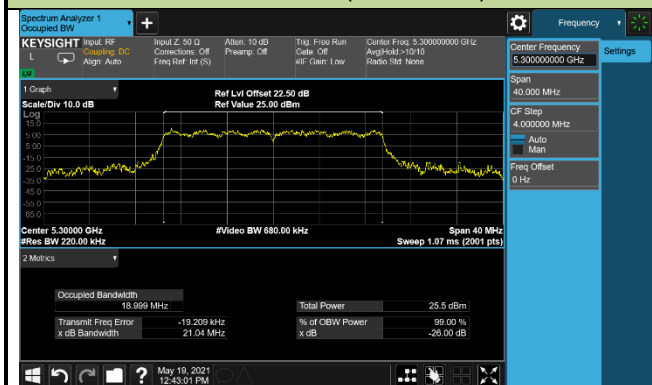 Spectrum Analyzer 1
Occupied BW
Frequency
KEYSIGHT
L
Input: RF
Coupling: DC
Align: Auto
Input Z: 50 Ω
Corrections: Off
Freq Ref: Int (S)
Atten: 10 dB
Preamp: Off
Trig: Free Run
Gate: Off
#IF Gain: Low
Center Freq: 5.300000000 GHz
Avg|Hold:>10/10
Radio Std: None
Center Frequency
5.300000000 GHz
Settings
Span
40.000 MHz
CF Step
4.000000 MHz
Auto
Man
Freq Offset
0 Hz
1 Graph
Scale/Div 10.0 dB
Ref Lvl Offset 22.50 dB
Ref Value 25.00 dBm
Log
15.0
5.00
-5.00
-15.0
-25.0
-35.0
-45.0
-55.0
-65.0
Center 5.30000 GHz
#Res BW 220.00 kHz
#Video BW 680.00 kHz
Span 40 MHz
Sweep 1.07 ms (2001 pts)
2 Metrics
Occupied Bandwidth
18.999 MHz
Total Power 25.5 dBm
Transmit Freq Error -19.209 kHz
% of OBW Power 99.00 %
x dB Bandwidth 21.04 MHz
x dB -26.00 dB
May 19, 2021
12:43:01 PM